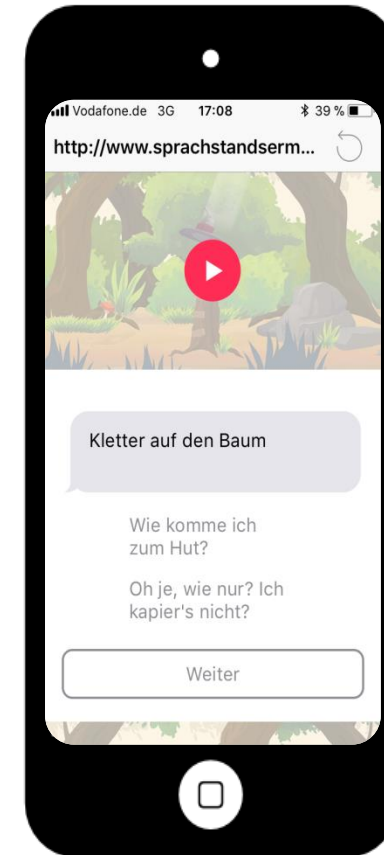 Vodafone.de 3G 17:08 39 %
http://www.sprachstandserm...
Kletter auf den Baum
Wie komme ich
zum Hut?
Oh je, wie nur? Ich
kapier's nicht?
Weiter